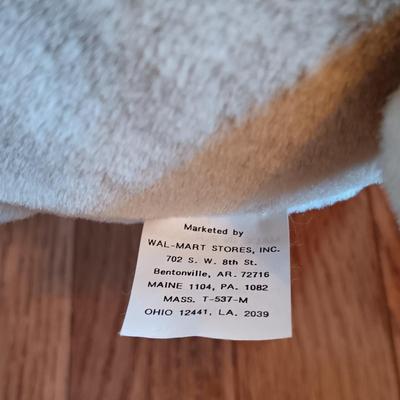 Marketed by
WAL-MART STORES, INC.
702 S. W. 8th St.
Bentonville, AR. 72716
MAINE 1104, PA. 1082
MASS. T-537-M
OHIO 12441, LA. 2039